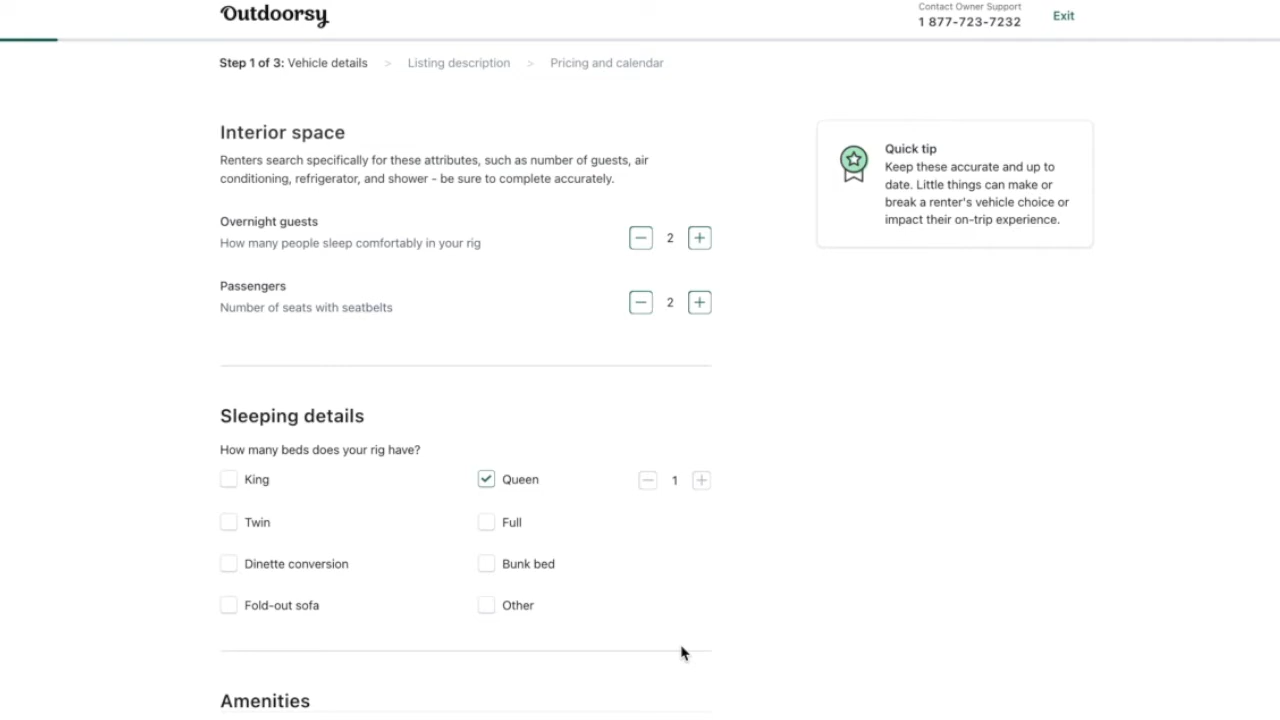 Outdoorsy
Contact Owner Support
1 877-723-7232
Exit
Step 1 of 3: Vehicle details > Listing description > Pricing and calendar
Interior space
Renters search specifically for these attributes, such as number of guests, air
conditioning, refrigerator, and shower - be sure to complete accurately.
Overnight guests
How many people sleep comfortably in your rig
2
Passengers
Number of seats with seatbelts
2
Quick tip
Keep these accurate and up to
date. Little things can make or
break a renter's vehicle choice or
impact their on-trip experience.
Sleeping details
How many beds does your rig have?
King
Queen
1
Twin
Full
Dinette conversion
Bunk bed
Fold-out sofa
Other
Amenities